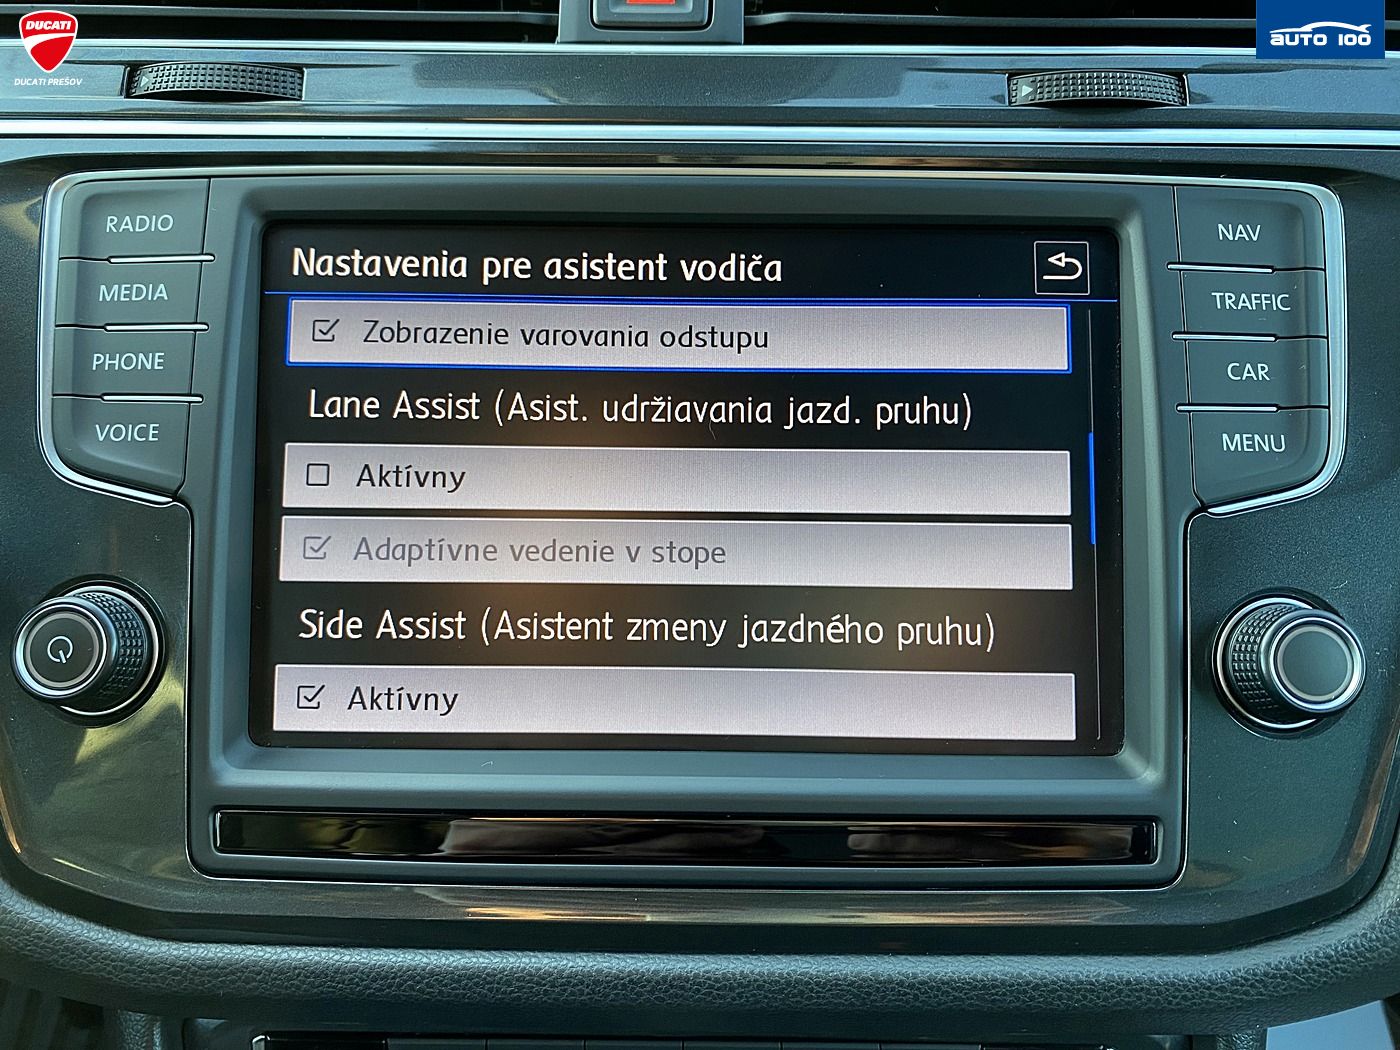 DUCATI
DUCATI PREŠOV
AUTO 100
RADIO
MEDIA
PHONE
VOICE
Nastavenia pre asistent vodiča
Zobrazenie varovania odstupu
Lane Assist (Asist. udržiavania jazd. pruhu)
Aktívny
Adaptívne vedenie v stope
Side Assist (Asistent zmeny jazdného pruhu)
Aktívny
NAV
TRAFFIC
CAR
MENU